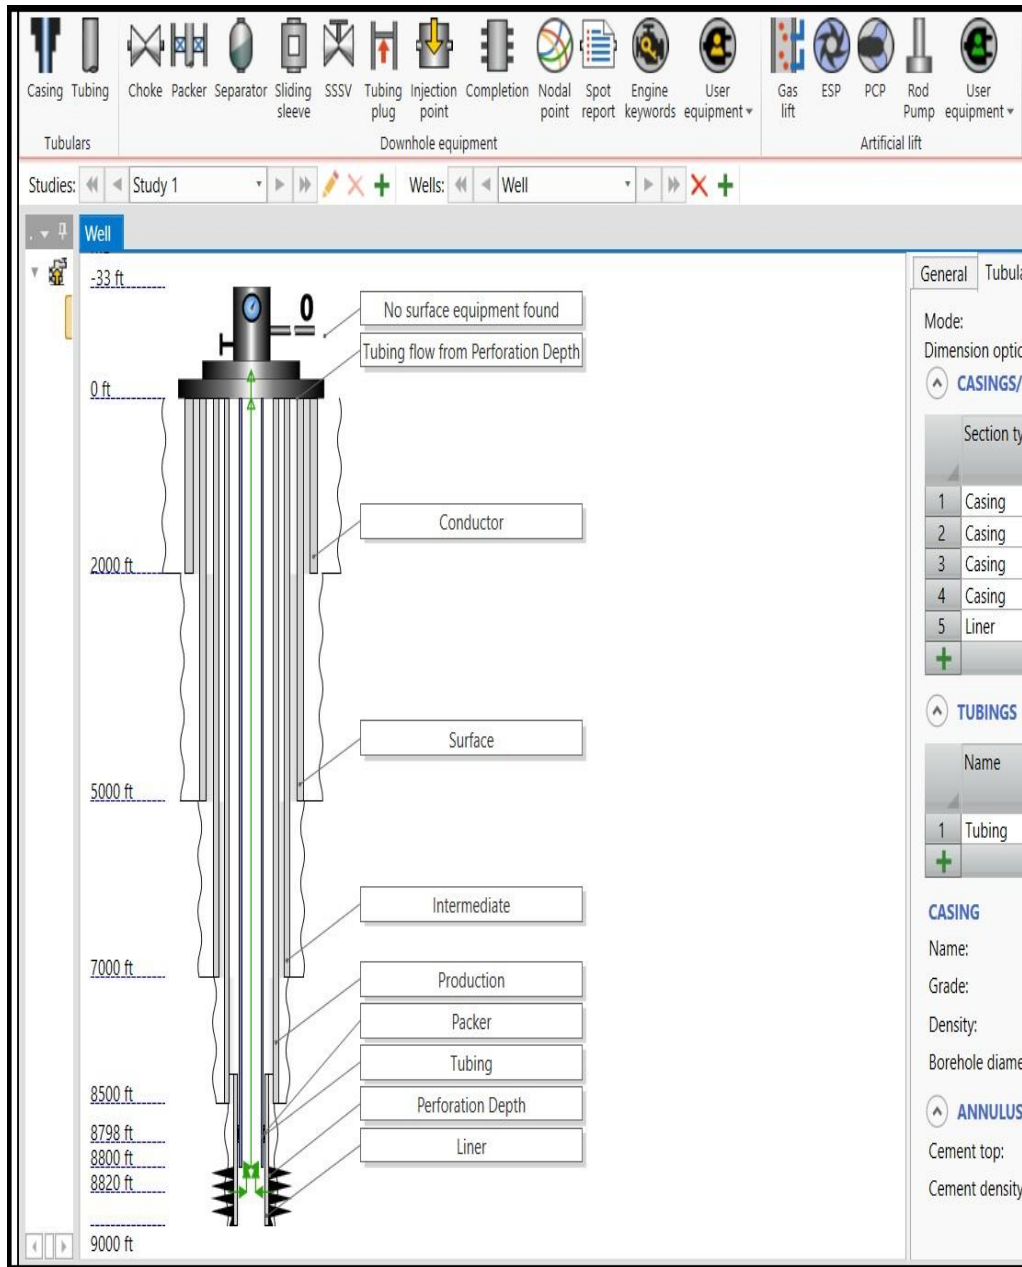 Casing Tubing Choke Packer Separator Sliding sleeve SSSV Tubing plug Injection point Completion Nodal point Spot report Engine keywords User equipment Gas lift ESP PCP Rod Pump User equipment
Tubulars Downhole equipment Artificial lift
Studies: Study 1 Wells: Well
Well
-33 ft
General Tubula
No surface equipment found
Mode:
Tubing flow from Perforation Depth
Dimension optio
0 ft
CASINGS/
Section ty
1 Casing
Conductor
2 Casing
2000 ft
3 Casing
4 Casing
5 Liner
TUBINGS
Surface
Name
5000 ft
1 Tubing
Intermediate
CASING
Name:
7000 ft
Production
Grade:
Packer
Density:
Tubing
Borehole diame
8500 ft
Perforation Depth
ANNULUS
8798 ft
Liner
Cement top:
8800 ft
8820 ft
Cement density
9000 ft